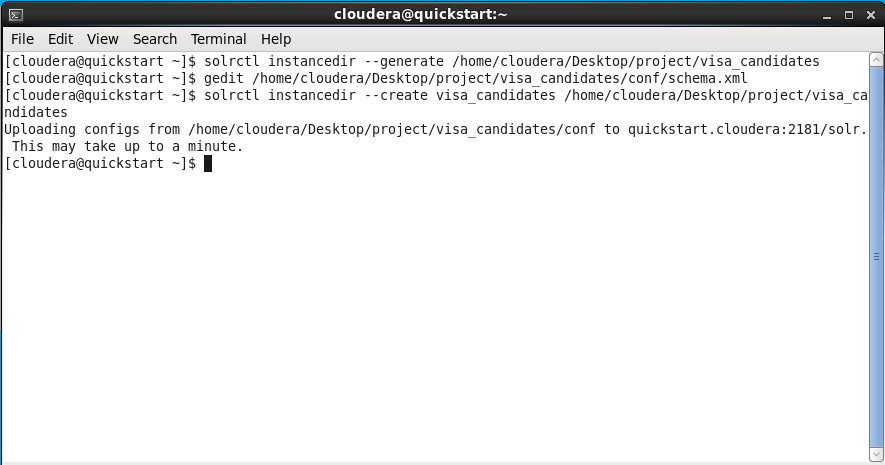 cloudera@quickstart:~
File Edit View Search Terminal Help
[cloudera@quickstart ~]$ solrctl instancedir --generate /home/cloudera/Desktop/project/visa_candidates
[cloudera@quickstart ~]$ gedit /home/cloudera/Desktop/project/visa_candidates/conf/schema.xml
[cloudera@quickstart ~]$ solrctl instancedir --create visa_candidates /home/cloudera/Desktop/project/visa_ca
ndidates
Uploading configs from /home/cloudera/Desktop/project/visa_candidates/conf to quickstart.cloudera:2181/solr.
 This may take up to a minute.
[cloudera@quickstart ~]$